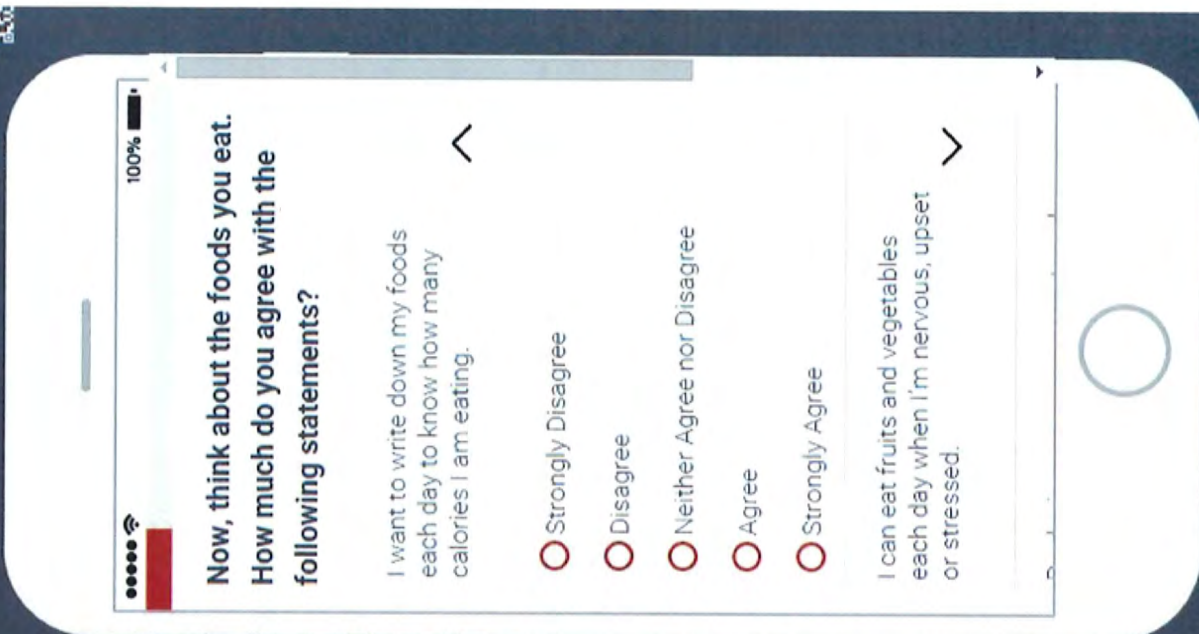 100%
Now, think about the foods you eat.
How much do you agree with the
following statements?
I want to write down my foods
each day to know how many
calories I am eating.
Strongly Disagree
Disagree
Neither Agree nor Disagree
Agree
Strongly Agree
I can eat fruits and vegetables
each day when I'm nervous, upset
or stressed.